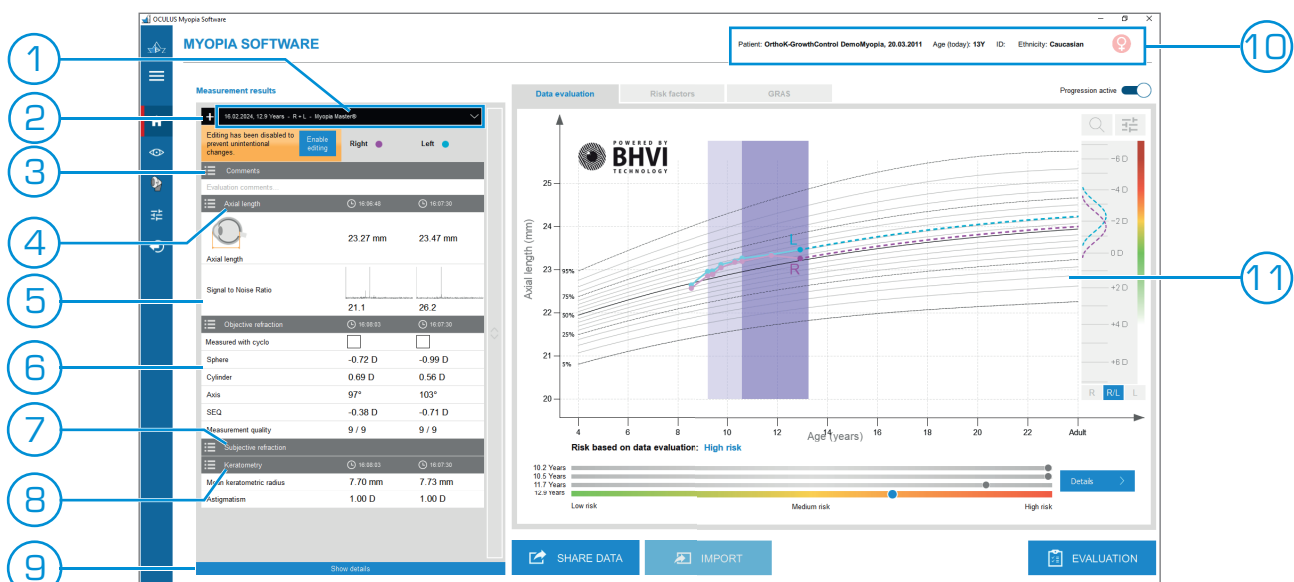 OCULUS Myopia Software
MYOPIA SOFTWARE
Patient: OrthoK-GrowthControl DemoMyopia, 20.03.2011 Age (today): 13Y ID: Ethnicity: Caucasian
10
1
Measurement results
Data evaluation Risk factors GRAS Progression active
2
16.02.2024, 12.9 Years - R + L - Myopia Master®
Editing has been disabled to
prevent unintentional
changes.
Enable
editing
Right Left
3
Comments
Evaluation comments...
4
Axial length 16:06:48 16:07:30
23.27 mm 23.47 mm
Axial length
5
Signal to Noise Ratio
21.1 26.2
Objective refraction 16:08:03 16:07:30
Measured with cyclo
6
Sphere -0.72 D -0.99 D
Cylinder 0.69 D 0.56 D
Axis 97° 103°
SEQ -0.38 D -0.71 D
7
Measurement quality 9 / 9 9 / 9
Subjective refraction
8
Keratometry 16:08:03 16:07:30
Mean keratometric radius 7.70 mm 7.73 mm
Astigmatism 1.00 D 1.00 D
9
Show details
POWERED BY
BHVI
TECHNOLOGY
Axial length (mm)
25
24
23
22
21
20
95%
75%
50%
25%
5%
L
R
4 6 8 10 12 14 16 18 20 22 Adult
Age (years)
-6 D
-4 D
-2 D
0 D
+2 D
+4 D
+6 D
R R/L L
11
Risk based on data evaluation: High risk
10.2 Years
10.5 Years
11.7 Years
12.9 Years
Low risk Medium risk High risk
Details
SHARE DATA IMPORT EVALUATION